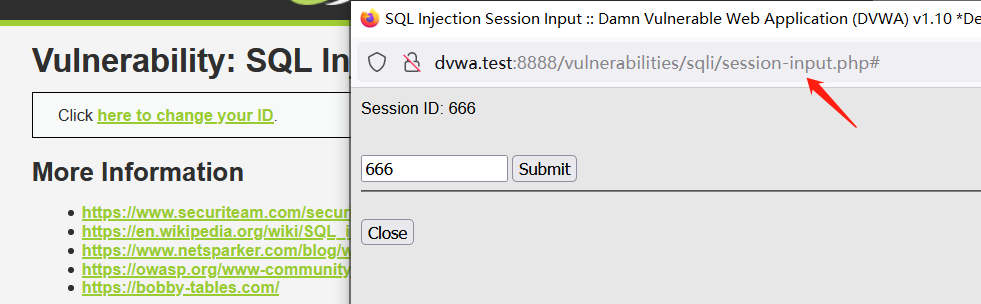 Vulnerability: SQL Inj
Click here to change your ID.
More Information
https://www.securiteam.com/secur
https://en.wikipedia.org/wiki/SQL_i
https://www.netsparker.com/blog/w
https://owasp.org/www-community
https://bobby-tables.com/
SQL Injection Session Input :: Damn Vulnerable Web Application (DVWA) v1.10 *De
dvwa.test:8888/vulnerabilities/sqli/session-input.php#
Session ID: 666
666 Submit
Close